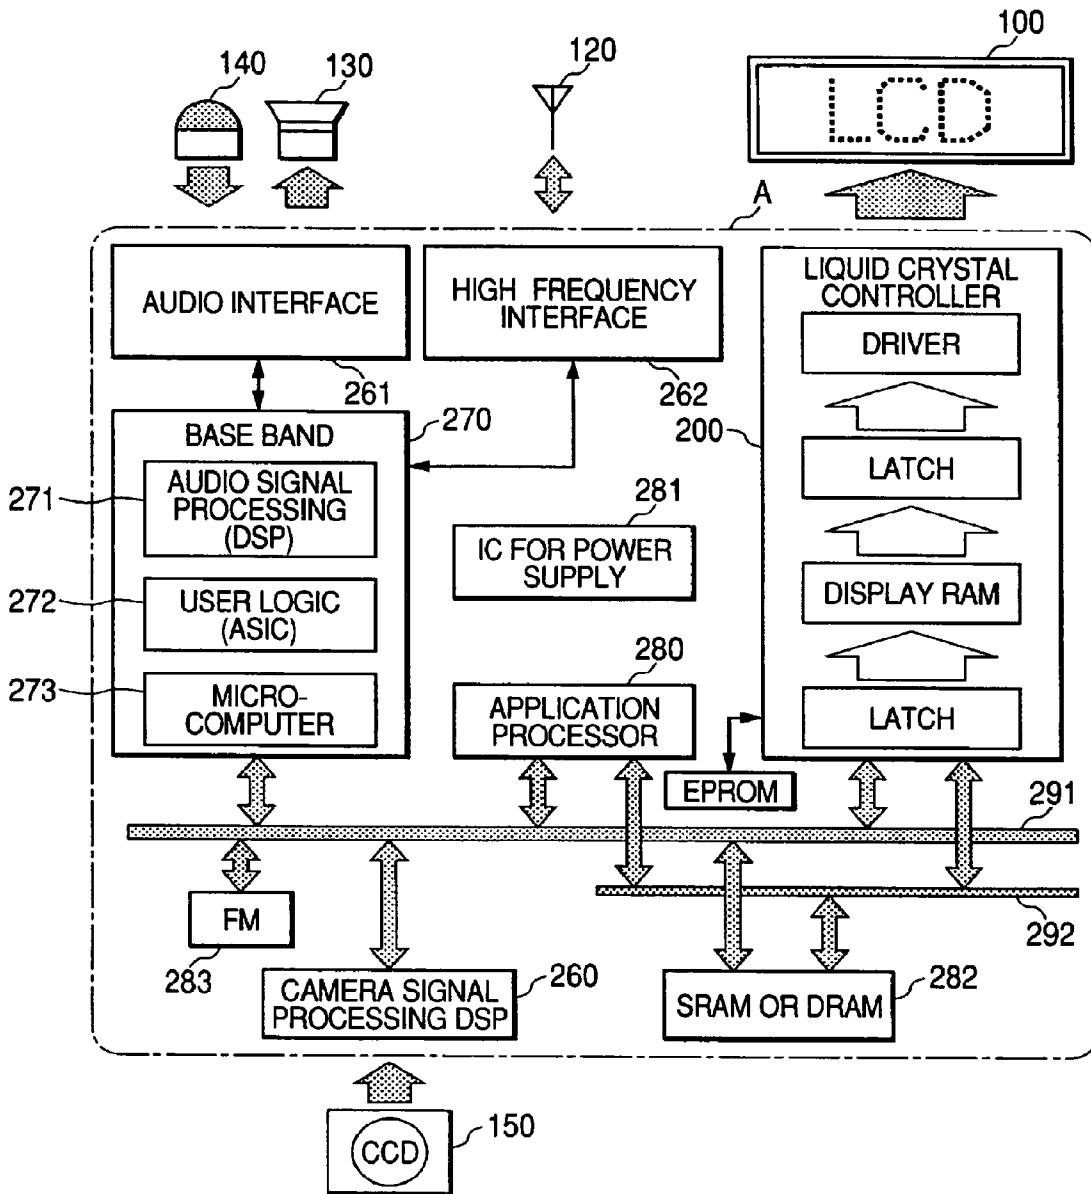 140
130
120
100
LCD
A
AUDIO INTERFACE
261
HIGH FREQUENCY
INTERFACE
262
LIQUID CRYSTAL
CONTROLLER
DRIVER
LATCH
DISPLAY RAM
LATCH
200
BASE BAND
270
271
AUDIO SIGNAL
PROCESSING
(DSP)
272
USER LOGIC
(ASIC)
273
MICRO-
COMPUTER
281
IC FOR POWER
SUPPLY
280
APPLICATION
PROCESSOR
EPROM
291
292
FM
283
CAMERA SIGNAL
PROCESSING DSP
260
SRAM OR DRAM
282
CCD
150